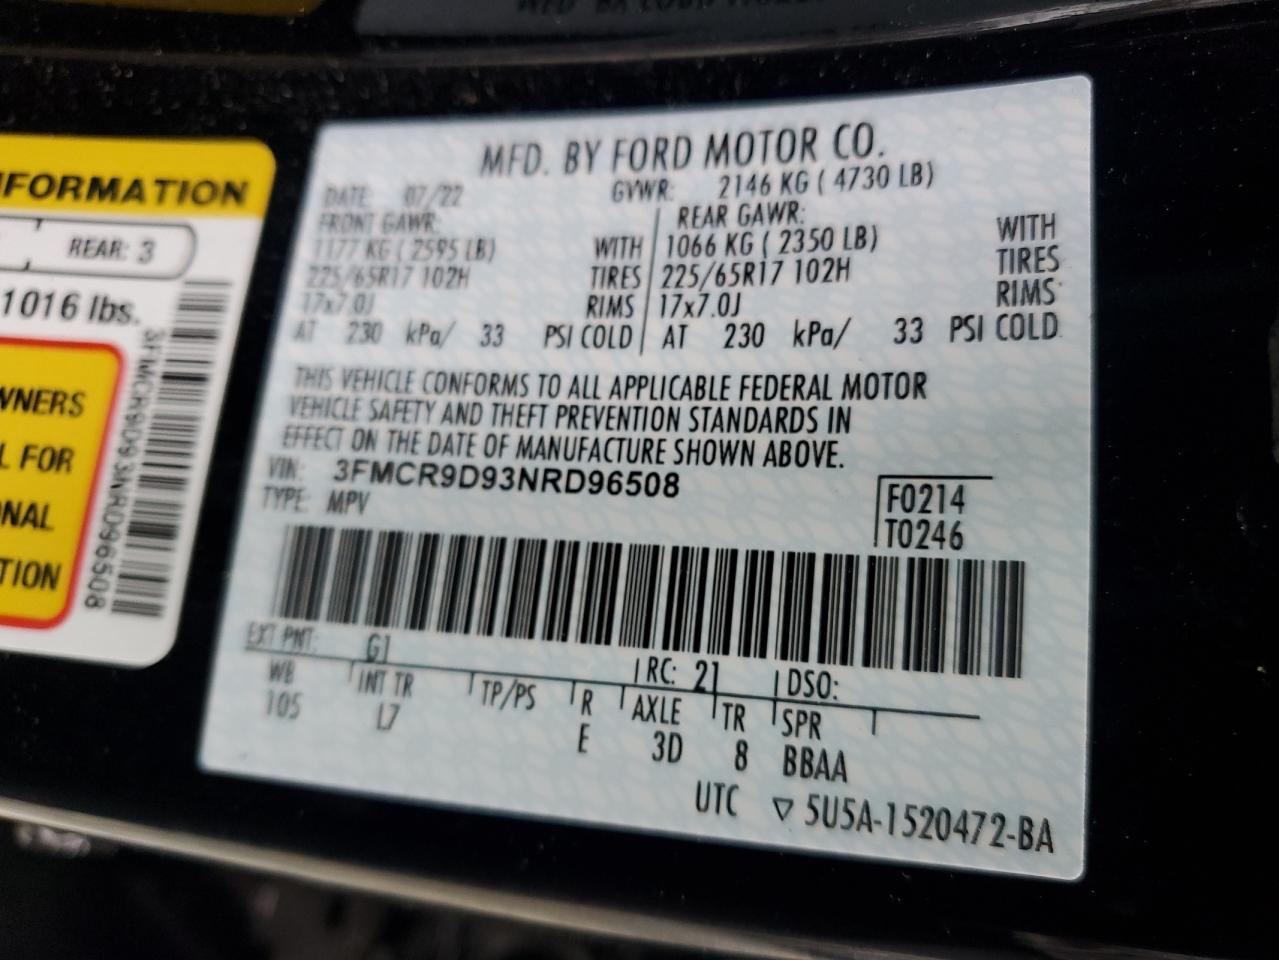 NFORMATION
REAR: 3
1016 lbs.
3FMCR9D93NRD96508
WNERS
L FOR
NAL
TION
MFD. BY FORD MOTOR CO.
DATE: 07/22 GVWR: 2146 KG ( 4730 LB)
FRONT GAWR: REAR GAWR:
1177 KG ( 2595 LB) WITH 1066 KG ( 2350 LB) WITH
225/65R17 102H TIRES 225/65R17 102H TIRES
17x7.0J RIMS 17x7.0J RIMS
AT 230 kPa/ 33 PSI COLD AT 230 kPa/ 33 PSI COLD
THIS VEHICLE CONFORMS TO ALL APPLICABLE FEDERAL MOTOR
VEHICLE SAFETY AND THEFT PREVENTION STANDARDS IN
EFFECT ON THE DATE OF MANUFACTURE SHOWN ABOVE.
VIN: 3FMCR9D93NRD96508
TYPE: MPV
F0214
T0246
EXT PNT: G1 RC: 21 DSO:
WB INT TR TP/PS R AXLE TR SPR
105 L7 E 3D 8 BBAA
UTC ▽ 5U5A-1520472-BA